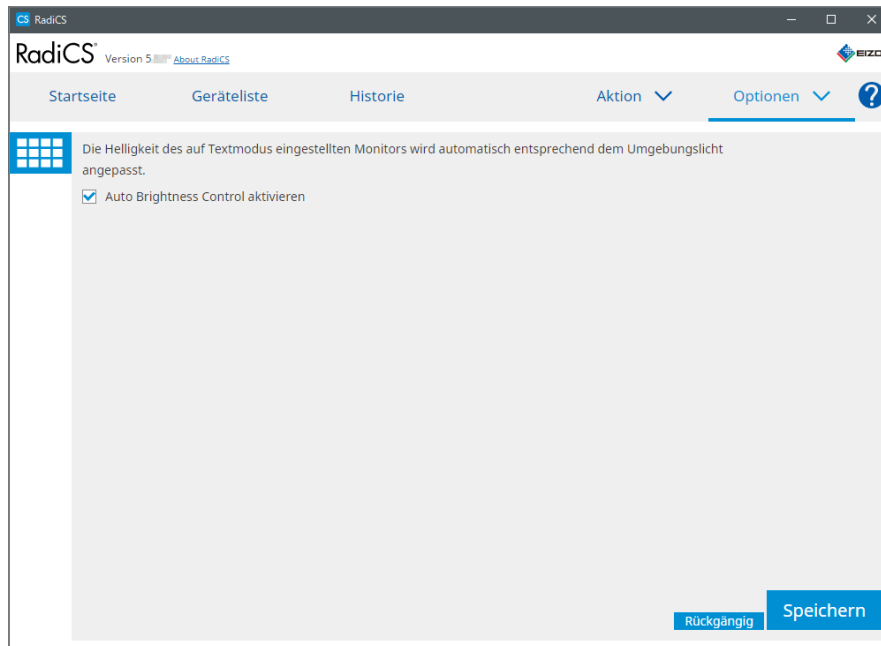 CS RadiCS
RadiCS® Version 5. About RadiCS
EIZO
Startseite Geräteliste Historie Aktion Optionen ?
Die Helligkeit des auf Textmodus eingestellten Monitors wird automatisch entsprechend dem Umgebungslicht
angepasst.
Auto Brightness Control aktivieren
Rückgängig Speichern